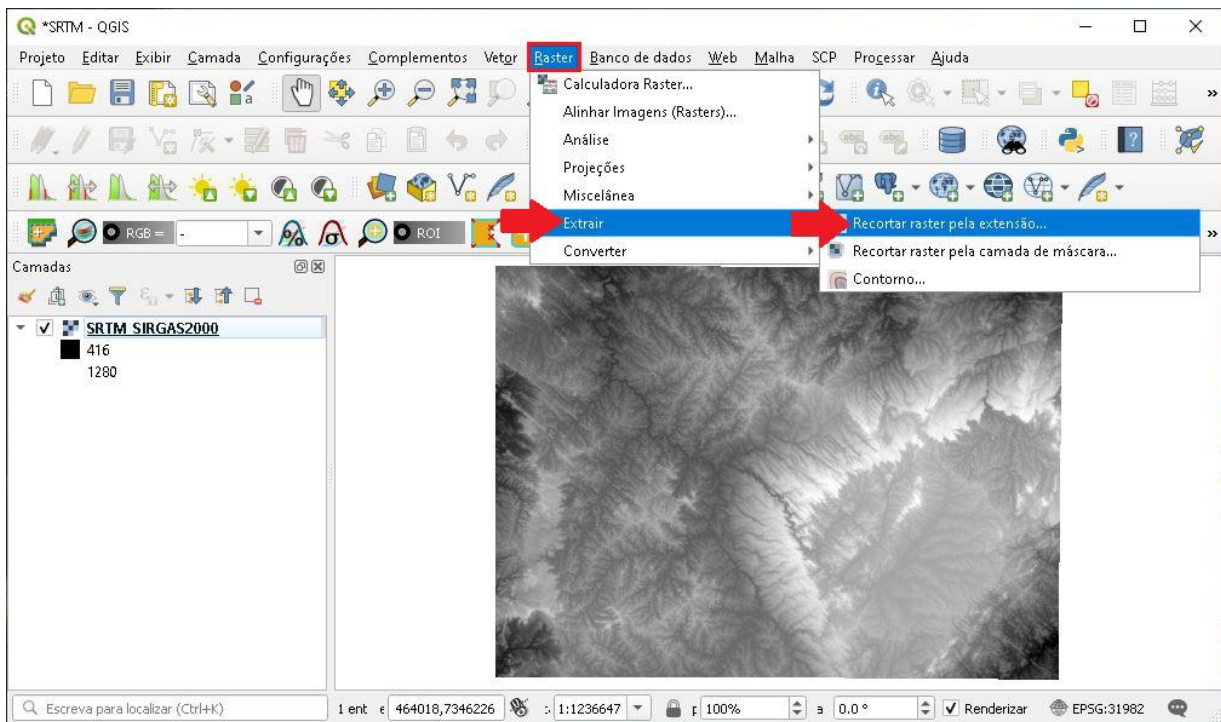 *SRTM - QGIS
Projeto Editar Exibir Camada Configurações Complementos Vetor Raster Banco de dados Web Malha SCP Processar Ajuda
Calculadora Raster...
Alinhar Imagens (Rasters)...
Análise
Projeções
Miscelânea
Extrair
Converter
Recortar raster pela extensão...
Recortar raster pela camada de máscara...
Contorno...
RGB = -
ROI
Camadas
SRTM SIRGAS2000
416
1280
Escreva para localizar (Ctrl+K) 1 ent 464018,7346226 1:1236647 100% 0.0 ° Renderizar EPSG:31982